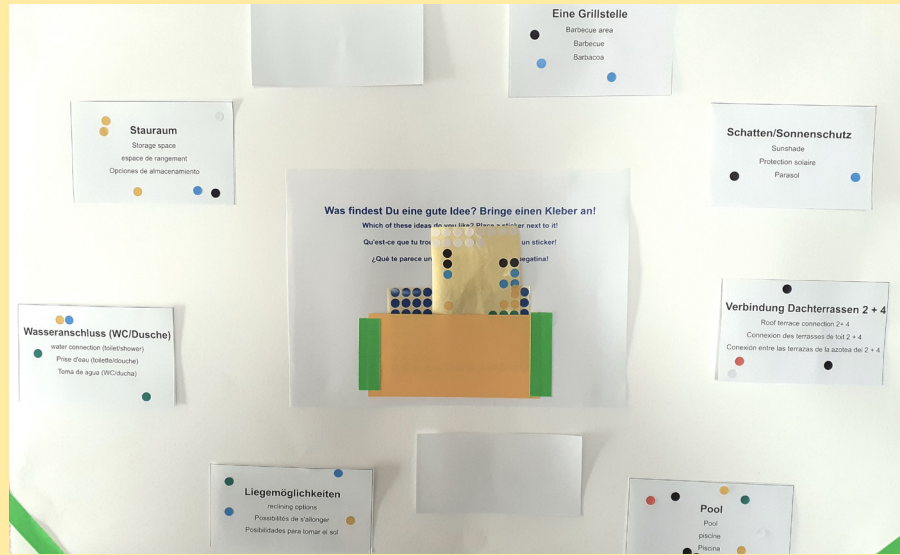 Eine Grillstelle
Barbecue area
Barbecue
Barbacoa
Stauraum
Storage space
espace de rangement
Opciones de almacenamiento
Schatten/Sonnenschutz
Sunshade
Protection solaire
Parasol
Was findest Du eine gute Idee? Bringe einen Kleber an!
Which of these ideas do you like? Place a sticker next to it!
Qu'est-ce que tu un sticker!
¿Qué te parece
Wasseranschluss (WC/Dusche)
water connection (toilet/shower)
Prise d'eau (toilette/douche)
Toma de agua (WC/ducha)
Verbindung Dachterrassen 2 + 4
Roof terrace connection 2+ 4
Connexion des terrasses de toit 2 + 4
Conexión entre las terrazas de la azotea del 2 + 4
Liegemöglichkeiten
reclining options
Possibilités de s'allonger
Posibilidades para tomar el sol
Pool
Pool
piscine
Piscina